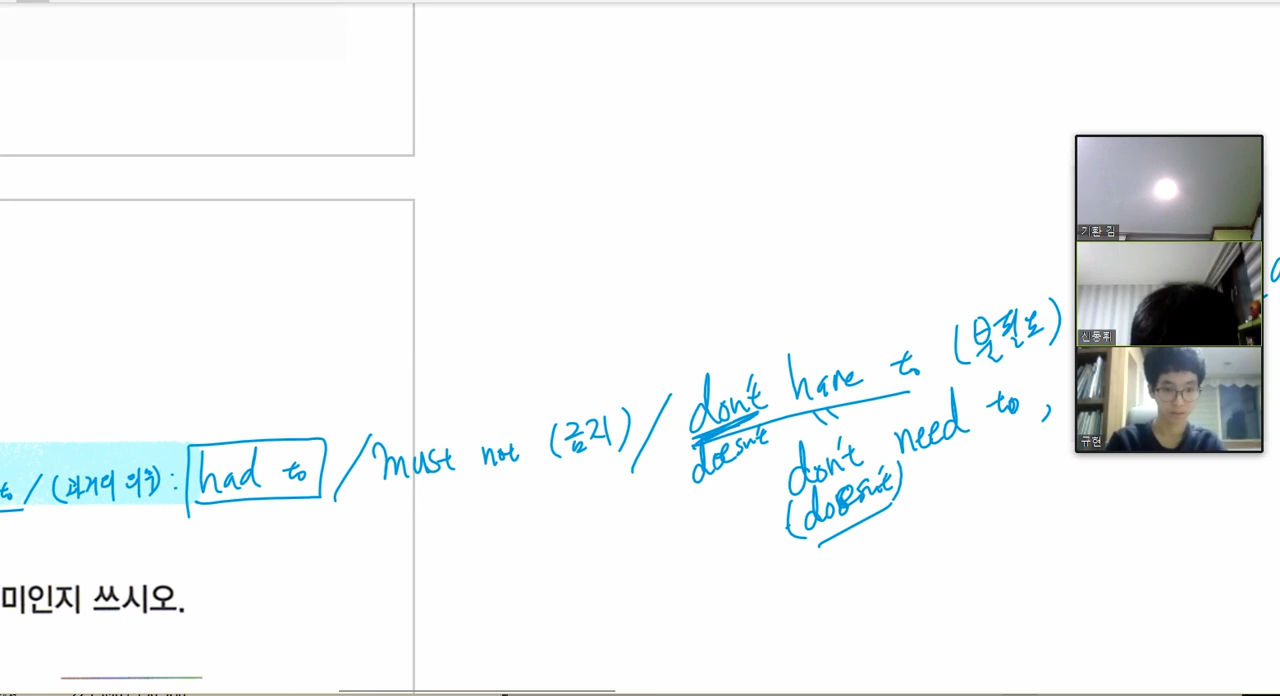 to / (과거의 의무) : had to / must not (금지) / don't have to (불필요)
doesn't
don't need to,
(doesn't)
미인지 쓰시오.
기환 김
신동휘
규현